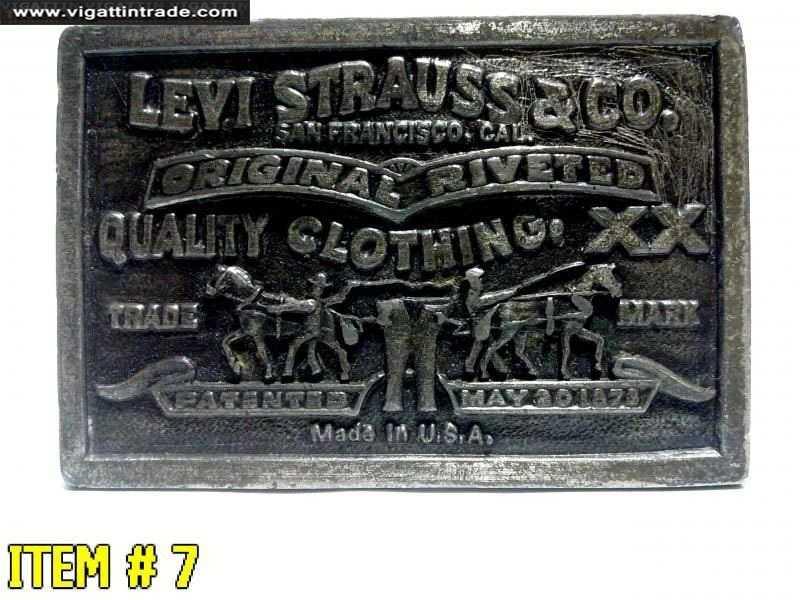 www.vigattintrade.com
LEVI STRAUSS & CO.
SAN FRANCISCO. CAL.
ORIGINAL RIVETED
QUALITY CLOTHING. XX
TRADE MARK
PATENTED MAY 20 1873
Made In U.S.A.
ITEM # 7